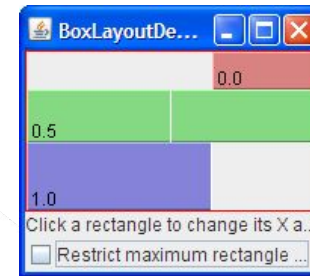 BoxLayoutDe...
0.0
0.5
1.0
Click a rectangle to change its X a..
Restrict maximum rectangle ...